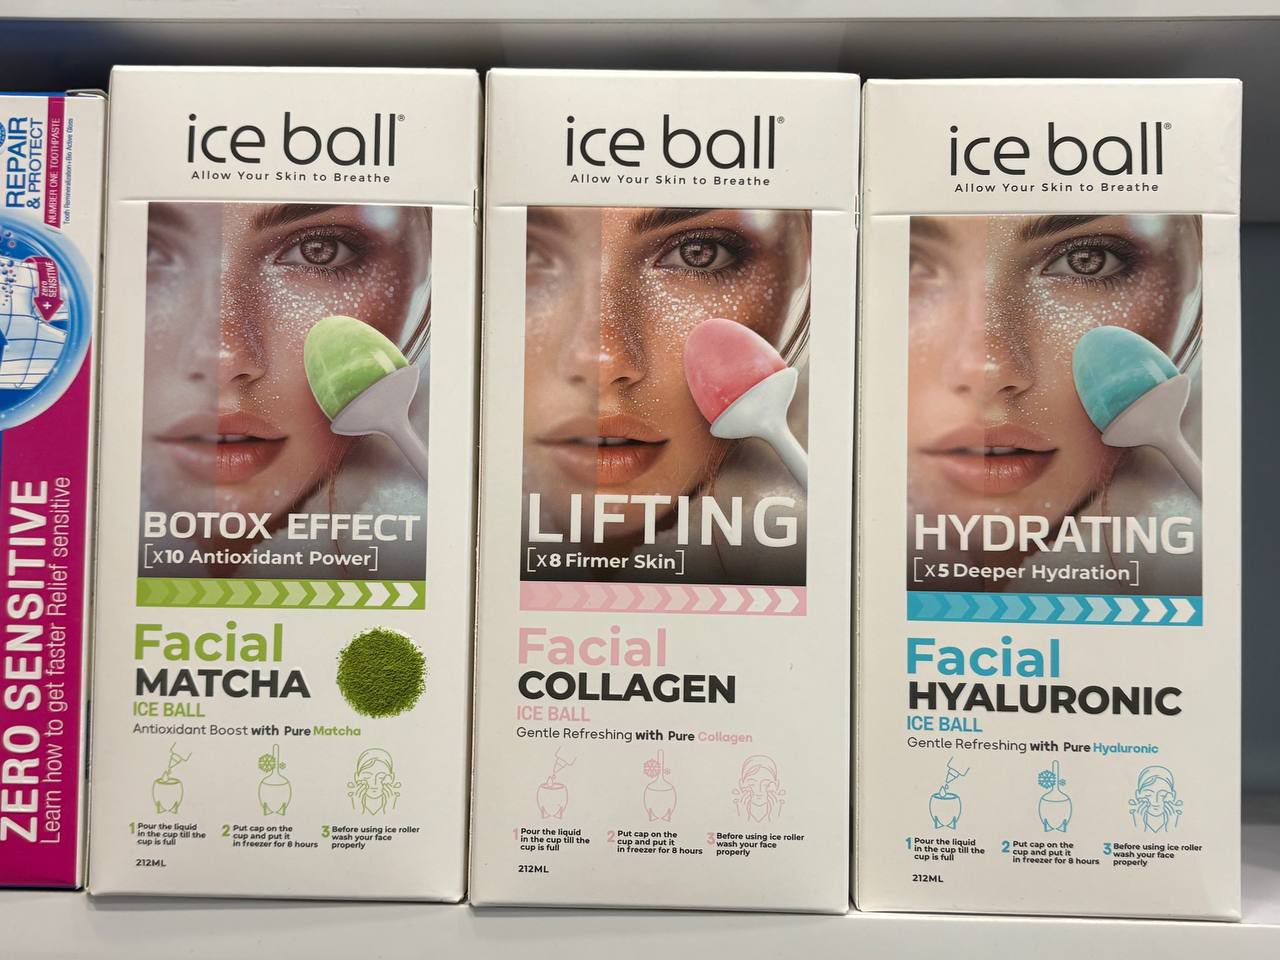 REPAIR
& PROTECT
NUMBER ONE TOOTHPASTE
+ zero
SENSITIVE
ZERO SENSITIVE
Learn how to get faster Relief sensitive
ice ball®
Allow Your Skin to Breathe
BOTOX EFFECT
[x10 Antioxidant Power]
Facial
MATCHA
ICE BALL
Antioxidant Boost with Pure Matcha
1 Pour the liquid
in the cup till the
cup is full
2 Put cap on the
cup and put it
in freezer for 8 hours
3 Before using ice roller
wash your face
properly
212ML
ice ball®
Allow Your Skin to Breathe
LIFTING
[x8 Firmer Skin]
Facial
COLLAGEN
ICE BALL
Gentle Refreshing with Pure Collagen
1 Pour the liquid
in the cup till the
cup is full
2 Put cap on the
cup and put it
in freezer for 8 hours
3 Before using ice roller
wash your face
properly
212ML
ice ball®
Allow Your Skin to Breathe
HYDRATING
[x5 Deeper Hydration]
Facial
HYALURONIC
ICE BALL
Gentle Refreshing with Pure Hyaluronic
1 Pour the liquid
in the cup till the
cup is full
2 Put cap on the
cup and put it
in freezer for 8 hours
3 Before using ice roller
wash your face
properly
212ML